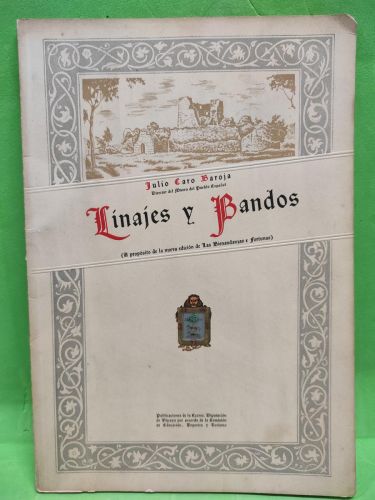 Julio Caro Baroja
Director del Museo del Pueblo Español
Linajes y Bandos
(A propósito de la nueva edición de Las Bienandanzas e Fortunas)
Publicaciones de la Excma. Diputación
de Vizcaya por acuerdo de la Comisión
de Educación, Deportes y Turismo